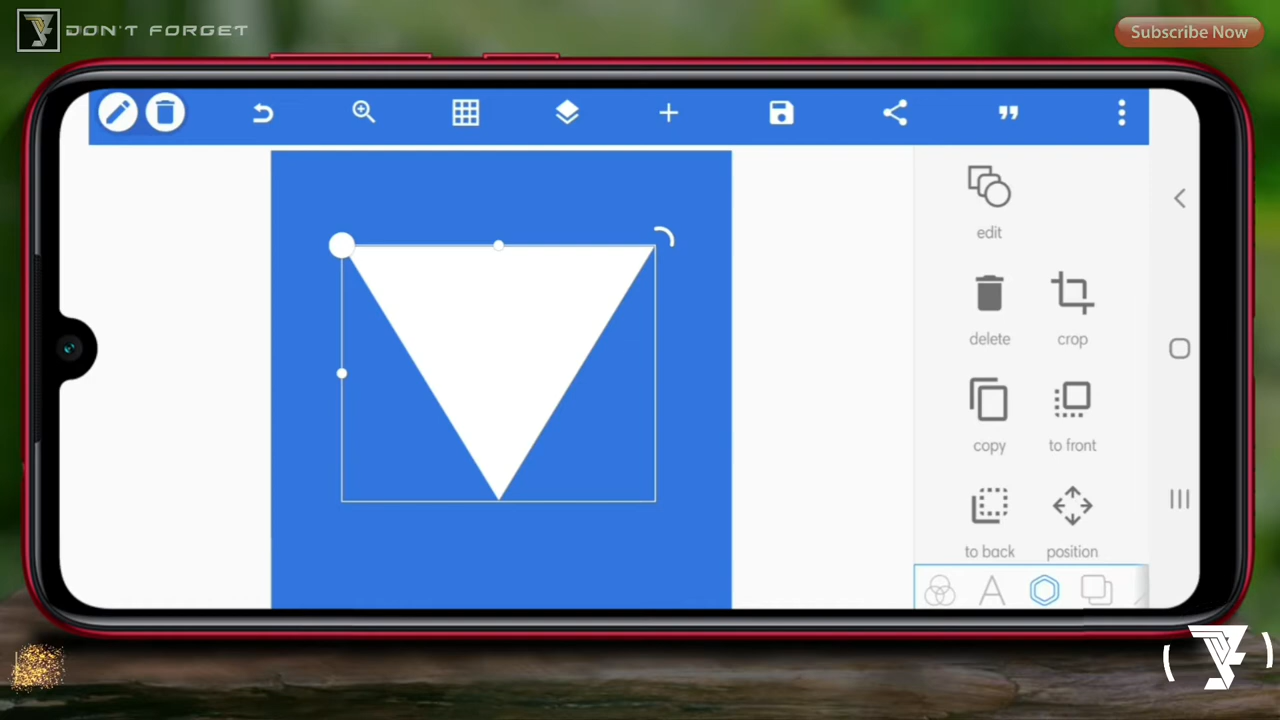 DON'T FORGET
Subscribe Now
edit
delete
crop
copy
to front
to back
position